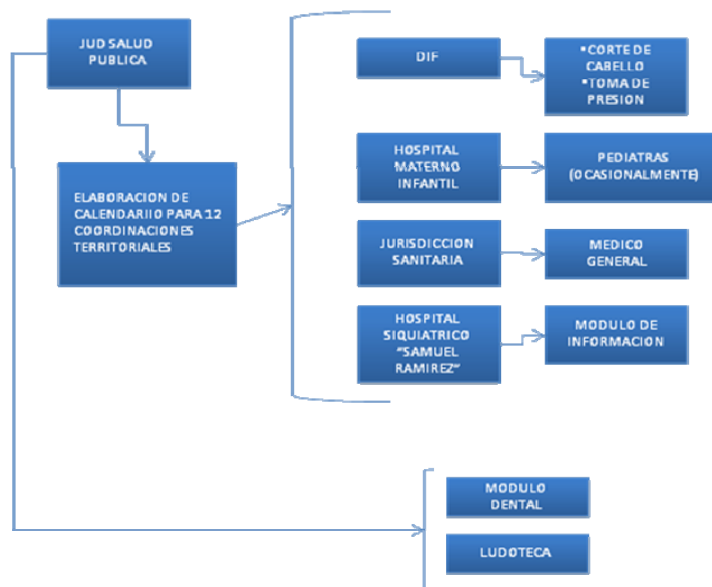 JUD SALUD
PUBLICA
ELABORACION DE
CALENDARIIO PARA 12
COORDINACIONES
TERRITORIALES
DIF
▪CORTE DE
CABELLO
▪TOMA DE
PRESION
HOSPITAL
MATERNO
INFANTIL
PEDIATRAS
(OCASIONALMENTE)
JURISDICCION
SANITARIA
MEDICO
GENERAL
HOSPITAL
SIQUIATRICO
"SAMUEL
RAMIREZ"
MODULO DE
INFORMACION
MODULO
DENTAL
LUDOTECA